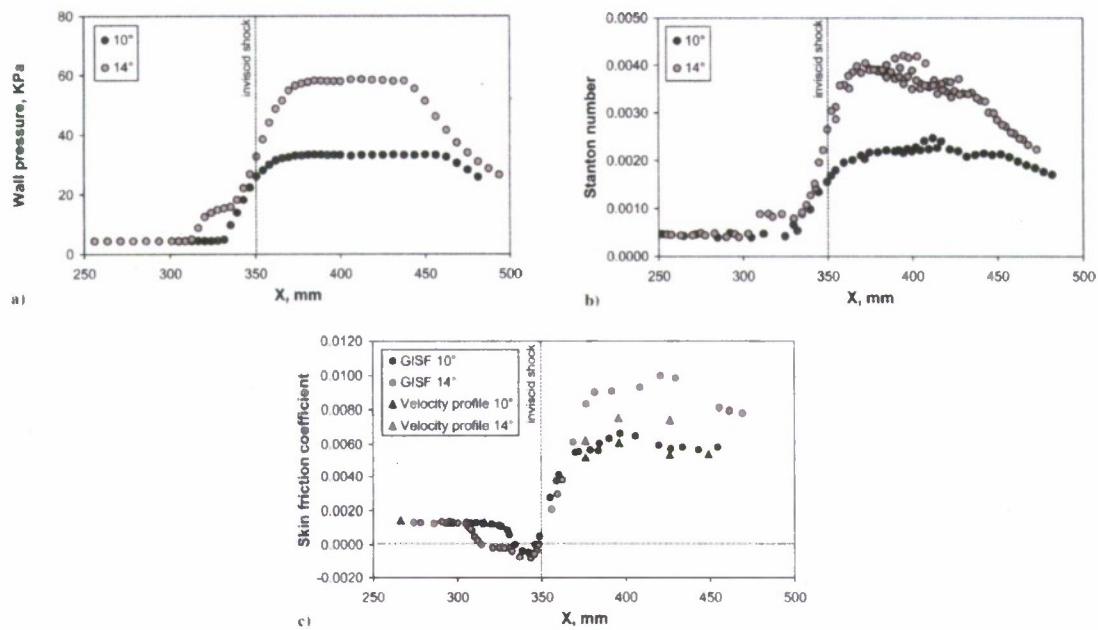 Wall pressure, KPa
80
60
40
20
0
10°
14°
inviscid shock
250 300 350 400 450 500
X, mm
a)
Stanton number
0.0050
0.0040
0.0030
0.0020
0.0010
0.0000
10°
14°
inviscid shock
250 300 350 400 450 500
X, mm
b)
Skin friction coefficient
0.0120
0.0100
0.0080
0.0060
0.0040
0.0020
0.0000
-0.0020
GISF 10°
GISF 14°
Velocity profile 10°
Velocity profile 14°
inviscid shock
250 300 350 400 450 500
X, mm
c)